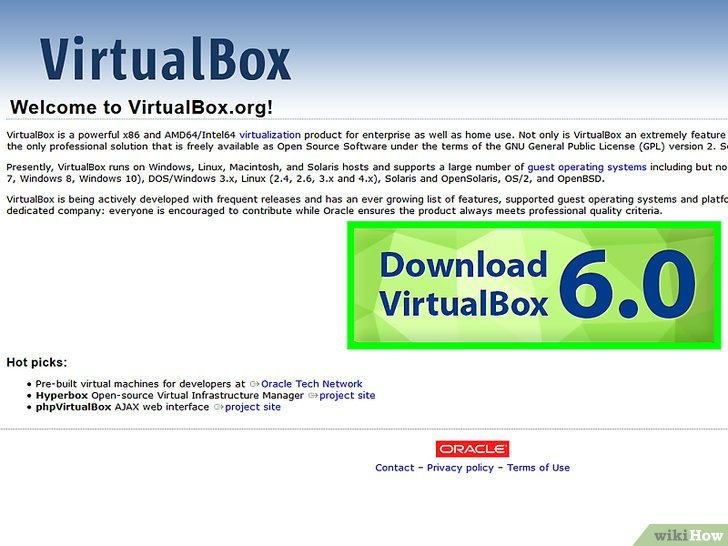 VirtualBox
Welcome to VirtualBox.org!
VirtualBox is a powerful x86 and AMD64/Intel64 virtualization product for enterprise as well as home use. Not only is VirtualBox an extremely feature
the only professional solution that is freely available as Open Source Software under the terms of the GNU General Public License (GPL) version 2. S
Presently, VirtualBox runs on Windows, Linux, Macintosh, and Solaris hosts and supports a large number of guest operating systems including but no
7, Windows 8, Windows 10), DOS/Windows 3.x, Linux (2.4, 2.6, 3.x and 4.x), Solaris and OpenSolaris, OS/2, and OpenBSD.
VirtualBox is being actively developed with frequent releases and has an ever growing list of features, supported guest operating systems and platfo
dedicated company: everyone is encouraged to contribute while Oracle ensures the product always meets professional quality criteria.
Download
VirtualBox 6.0
Hot picks:
• Pre-built virtual machines for developers at Oracle Tech Network
• Hyperbox Open-source Virtual Infrastructure Manager project site
• phpVirtualBox AJAX web interface project site
ORACLE
Contact – Privacy policy – Terms of Use
wikiHow